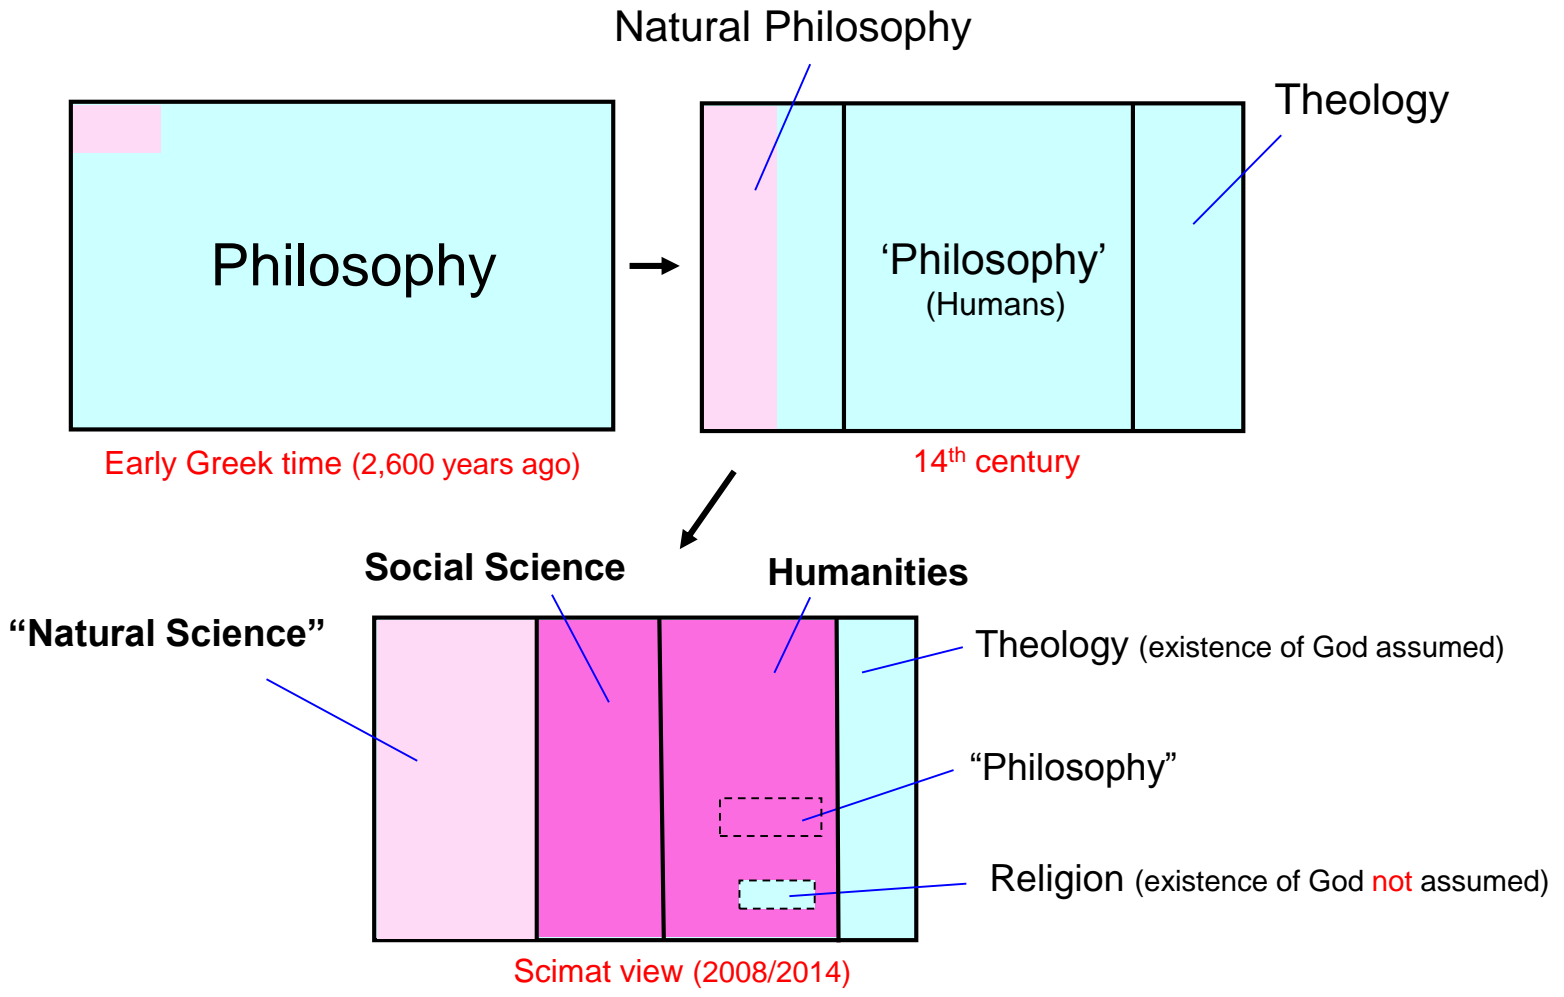 Natural Philosophy
Theology
Philosophy
‘Philosophy’
(Humans)
Early Greek time (2,600 years ago)
14th century
Social Science
Humanities
“Natural Science”
Theology (existence of God assumed)
“Philosophy”
Religion (existence of God not assumed)
Scimat view (2008/2014)